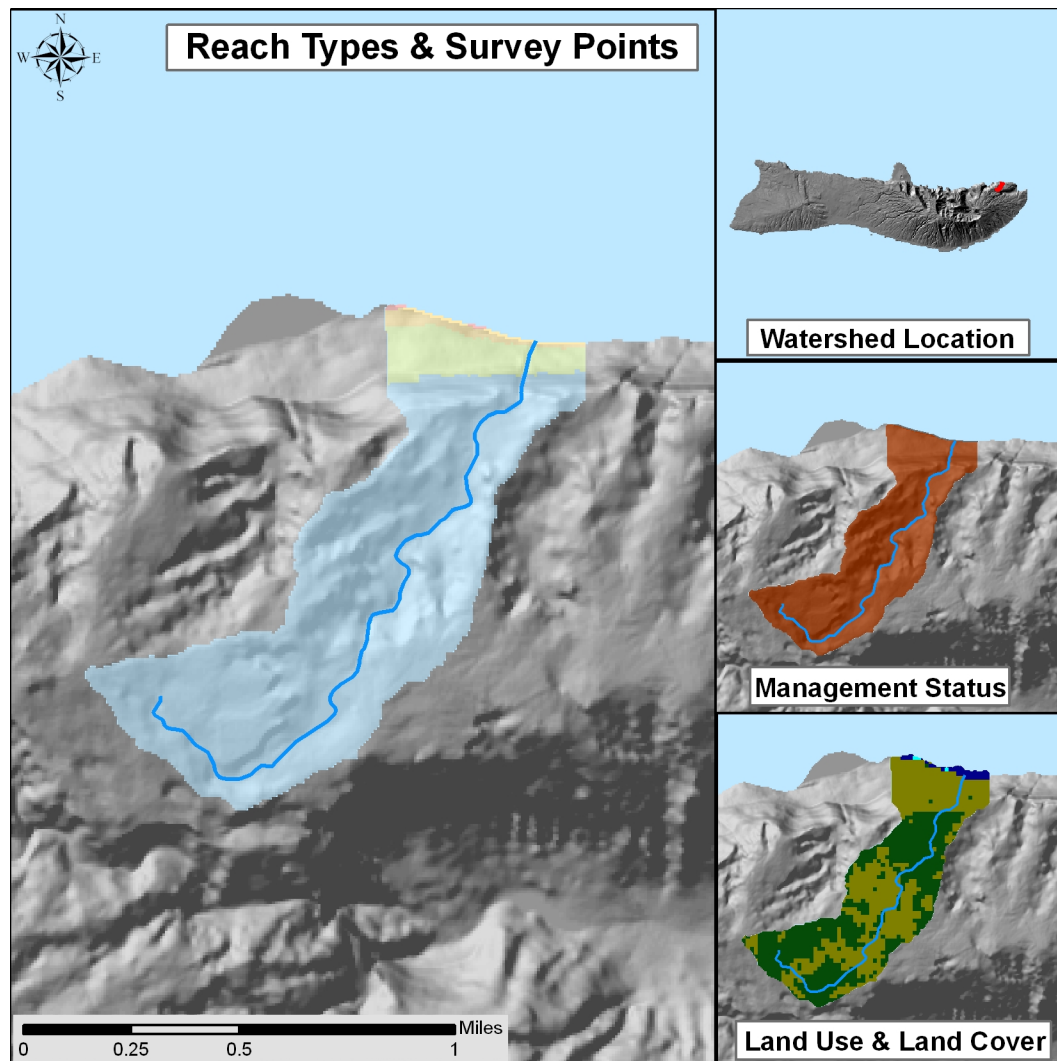 N
W E
S
Reach Types & Survey Points
Watershed Location
Management Status
Land Use & Land Cover
Miles
0 0.25 0.5 1